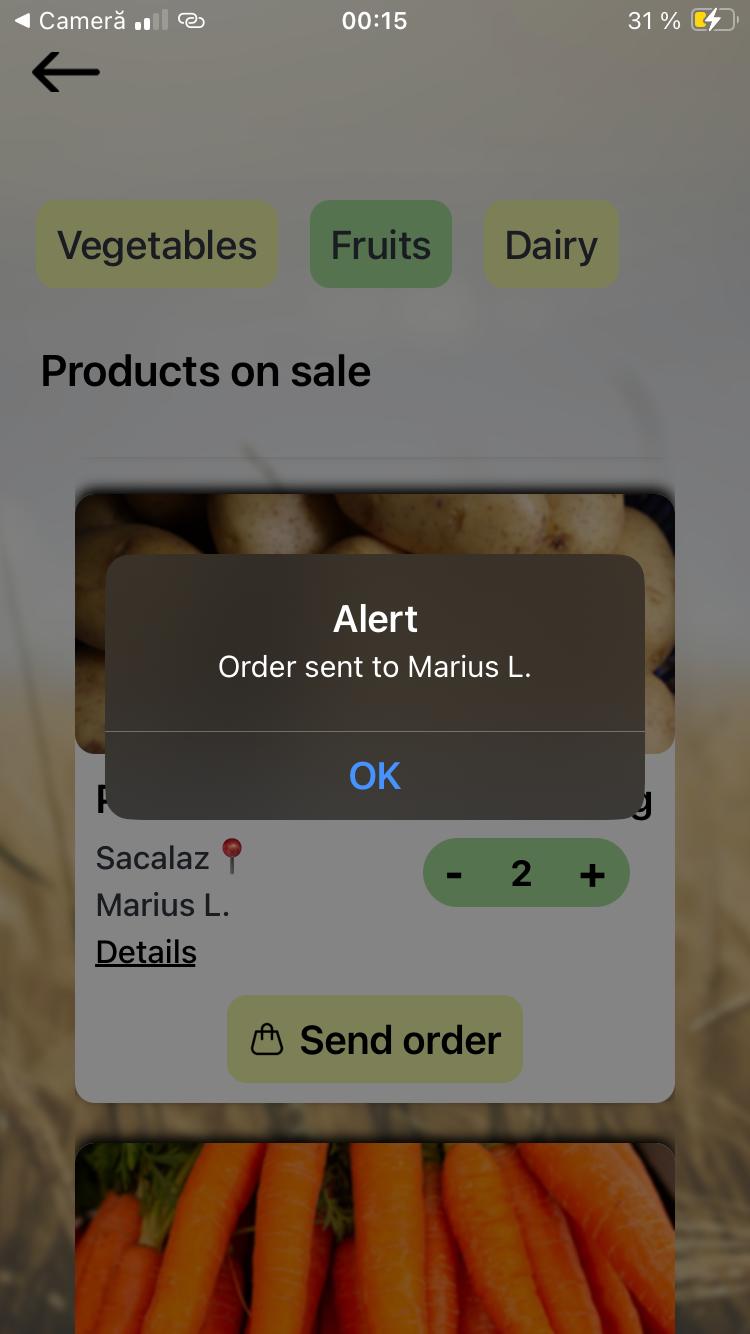 ◀ Cameră 00:15 31 %
Vegetables Fruits Dairy
Products on sale
Alert
Order sent to Marius L.
OK
Sacalaz
- 2 +
Marius L.
Details
Send order